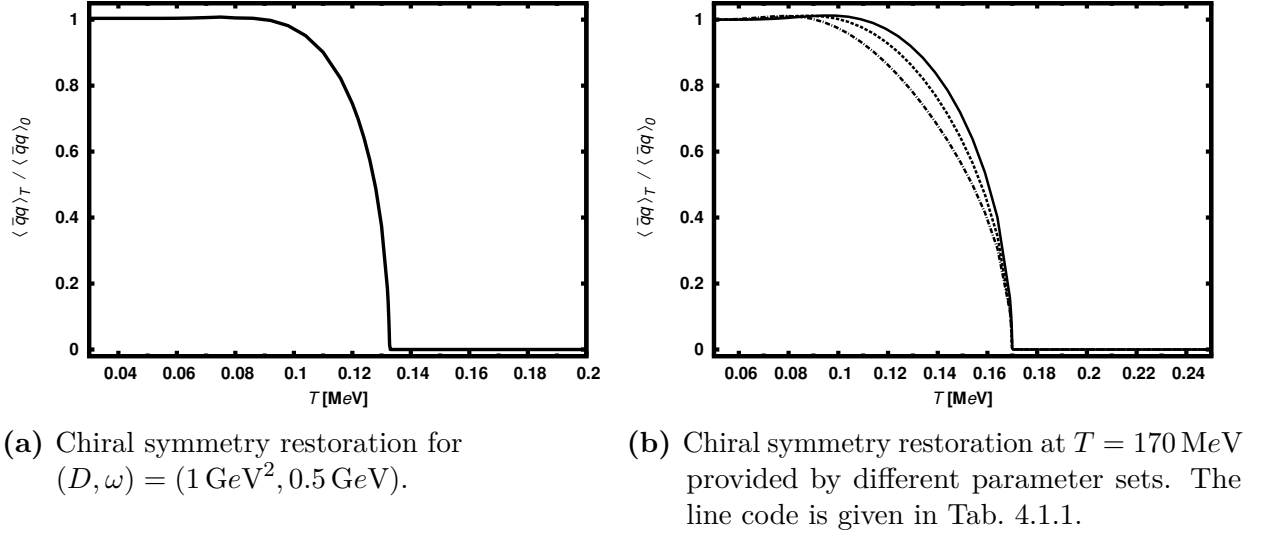 1
0.8
0.6
0.4
0.2
0
⟨ q̄q ⟩T / ⟨ q̄q ⟩0
0.04 0.06 0.08 0.1 0.12 0.14 0.16 0.18 0.2
T [MeV]
1
0.8
0.6
0.4
0.2
0
⟨ q̄q ⟩T / ⟨ q̄q ⟩0
0.06 0.08 0.1 0.12 0.14 0.16 0.18 0.2 0.22 0.24
T [MeV]
(a) Chiral symmetry restoration for
(D, ω) = (1 GeV², 0.5 GeV).
(b) Chiral symmetry restoration at T = 170 MeV
provided by different parameter sets. The
line code is given in Tab. 4.1.1.